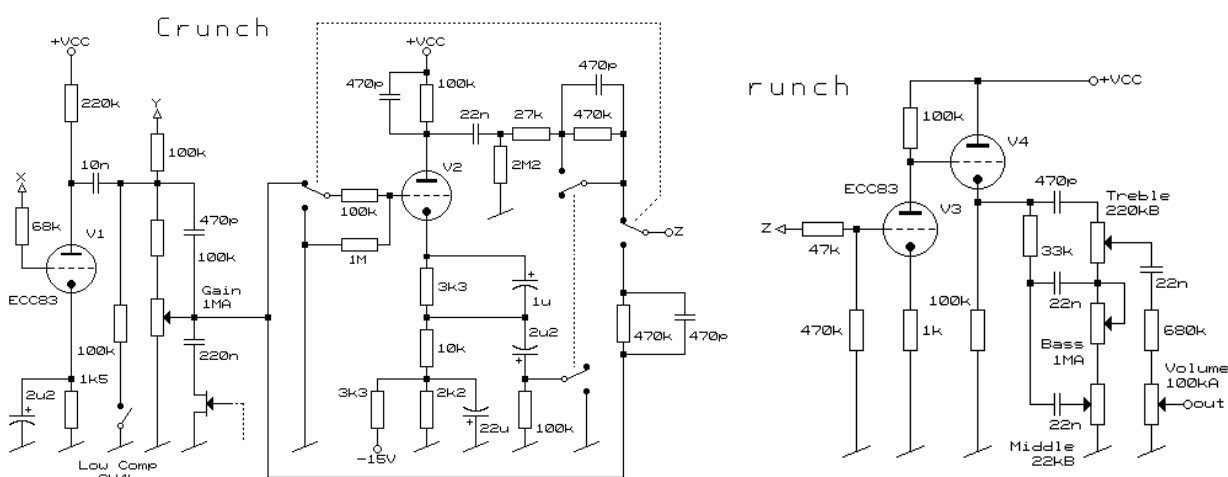 Crunch
+VCC
220k
Y
100k
10n
X
68k
V1
ECC83
470p
100k
Gain
1MA
100k
220n
1k5
2u2
Low Comp
+VCC
470p
100k
V2
100k
1M
22n
27k
470p
470k
2M2
Z
3k3
1u
2u2
10k
3k3
2k2
22u
100k
-15V
470k
470p
runch
+VCC
100k
V4
ECC83
V3
Z
47k
470k
1k
100k
470p
Treble
220kB
33k
22n
22n
Bass
1MA
680k
Volume
100kA
out
22n
Middle
22kB